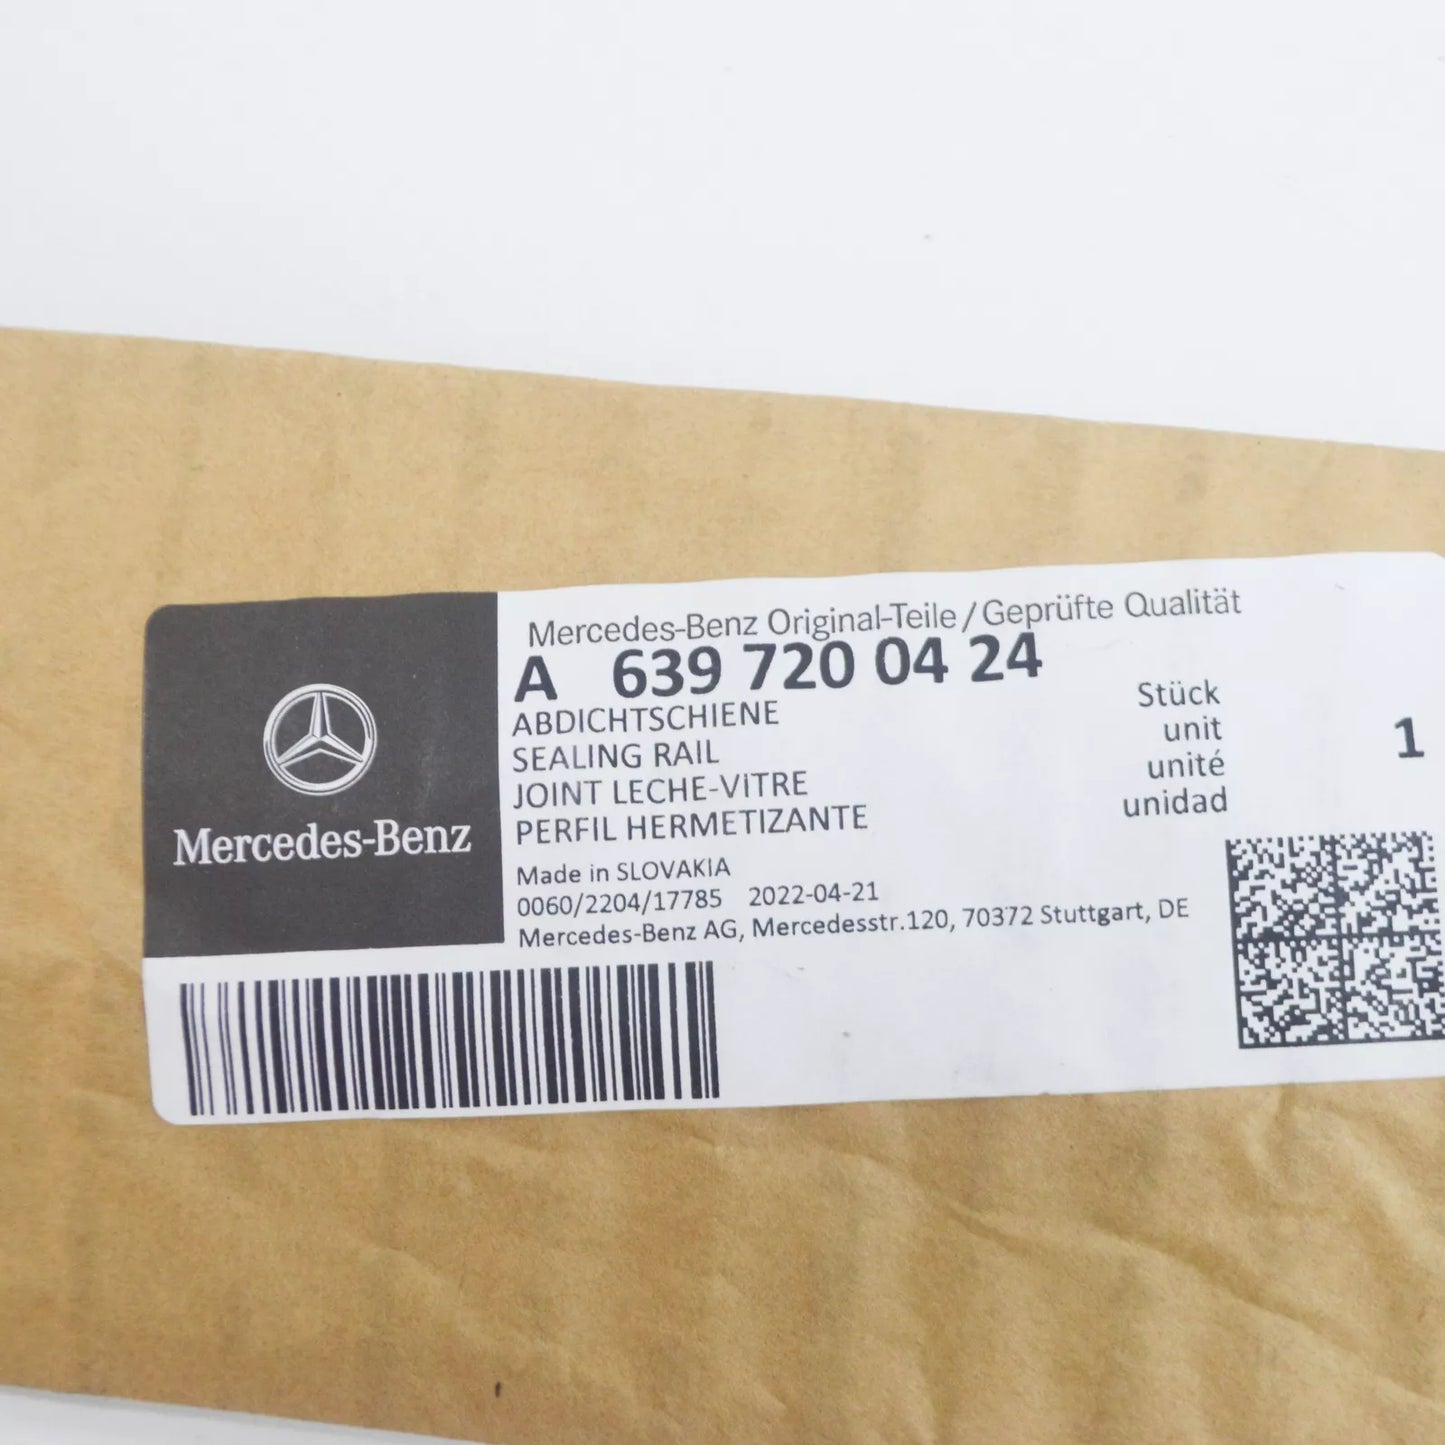 Mercedes-Benz
Mercedes-Benz Original-Teile/Geprüfte Qualität
A 639 720 04 24
ABDICHTSCHIENE
SEALING RAIL
JOINT LECHE-VITRE
PERFIL HERMETIZANTE
Stück
unit
unité
unidad
1
Made in SLOVAKIA
0060/2204/17785 2022-04-21
Mercedes-Benz AG, Mercedesstr.120, 70372 Stuttgart, DE